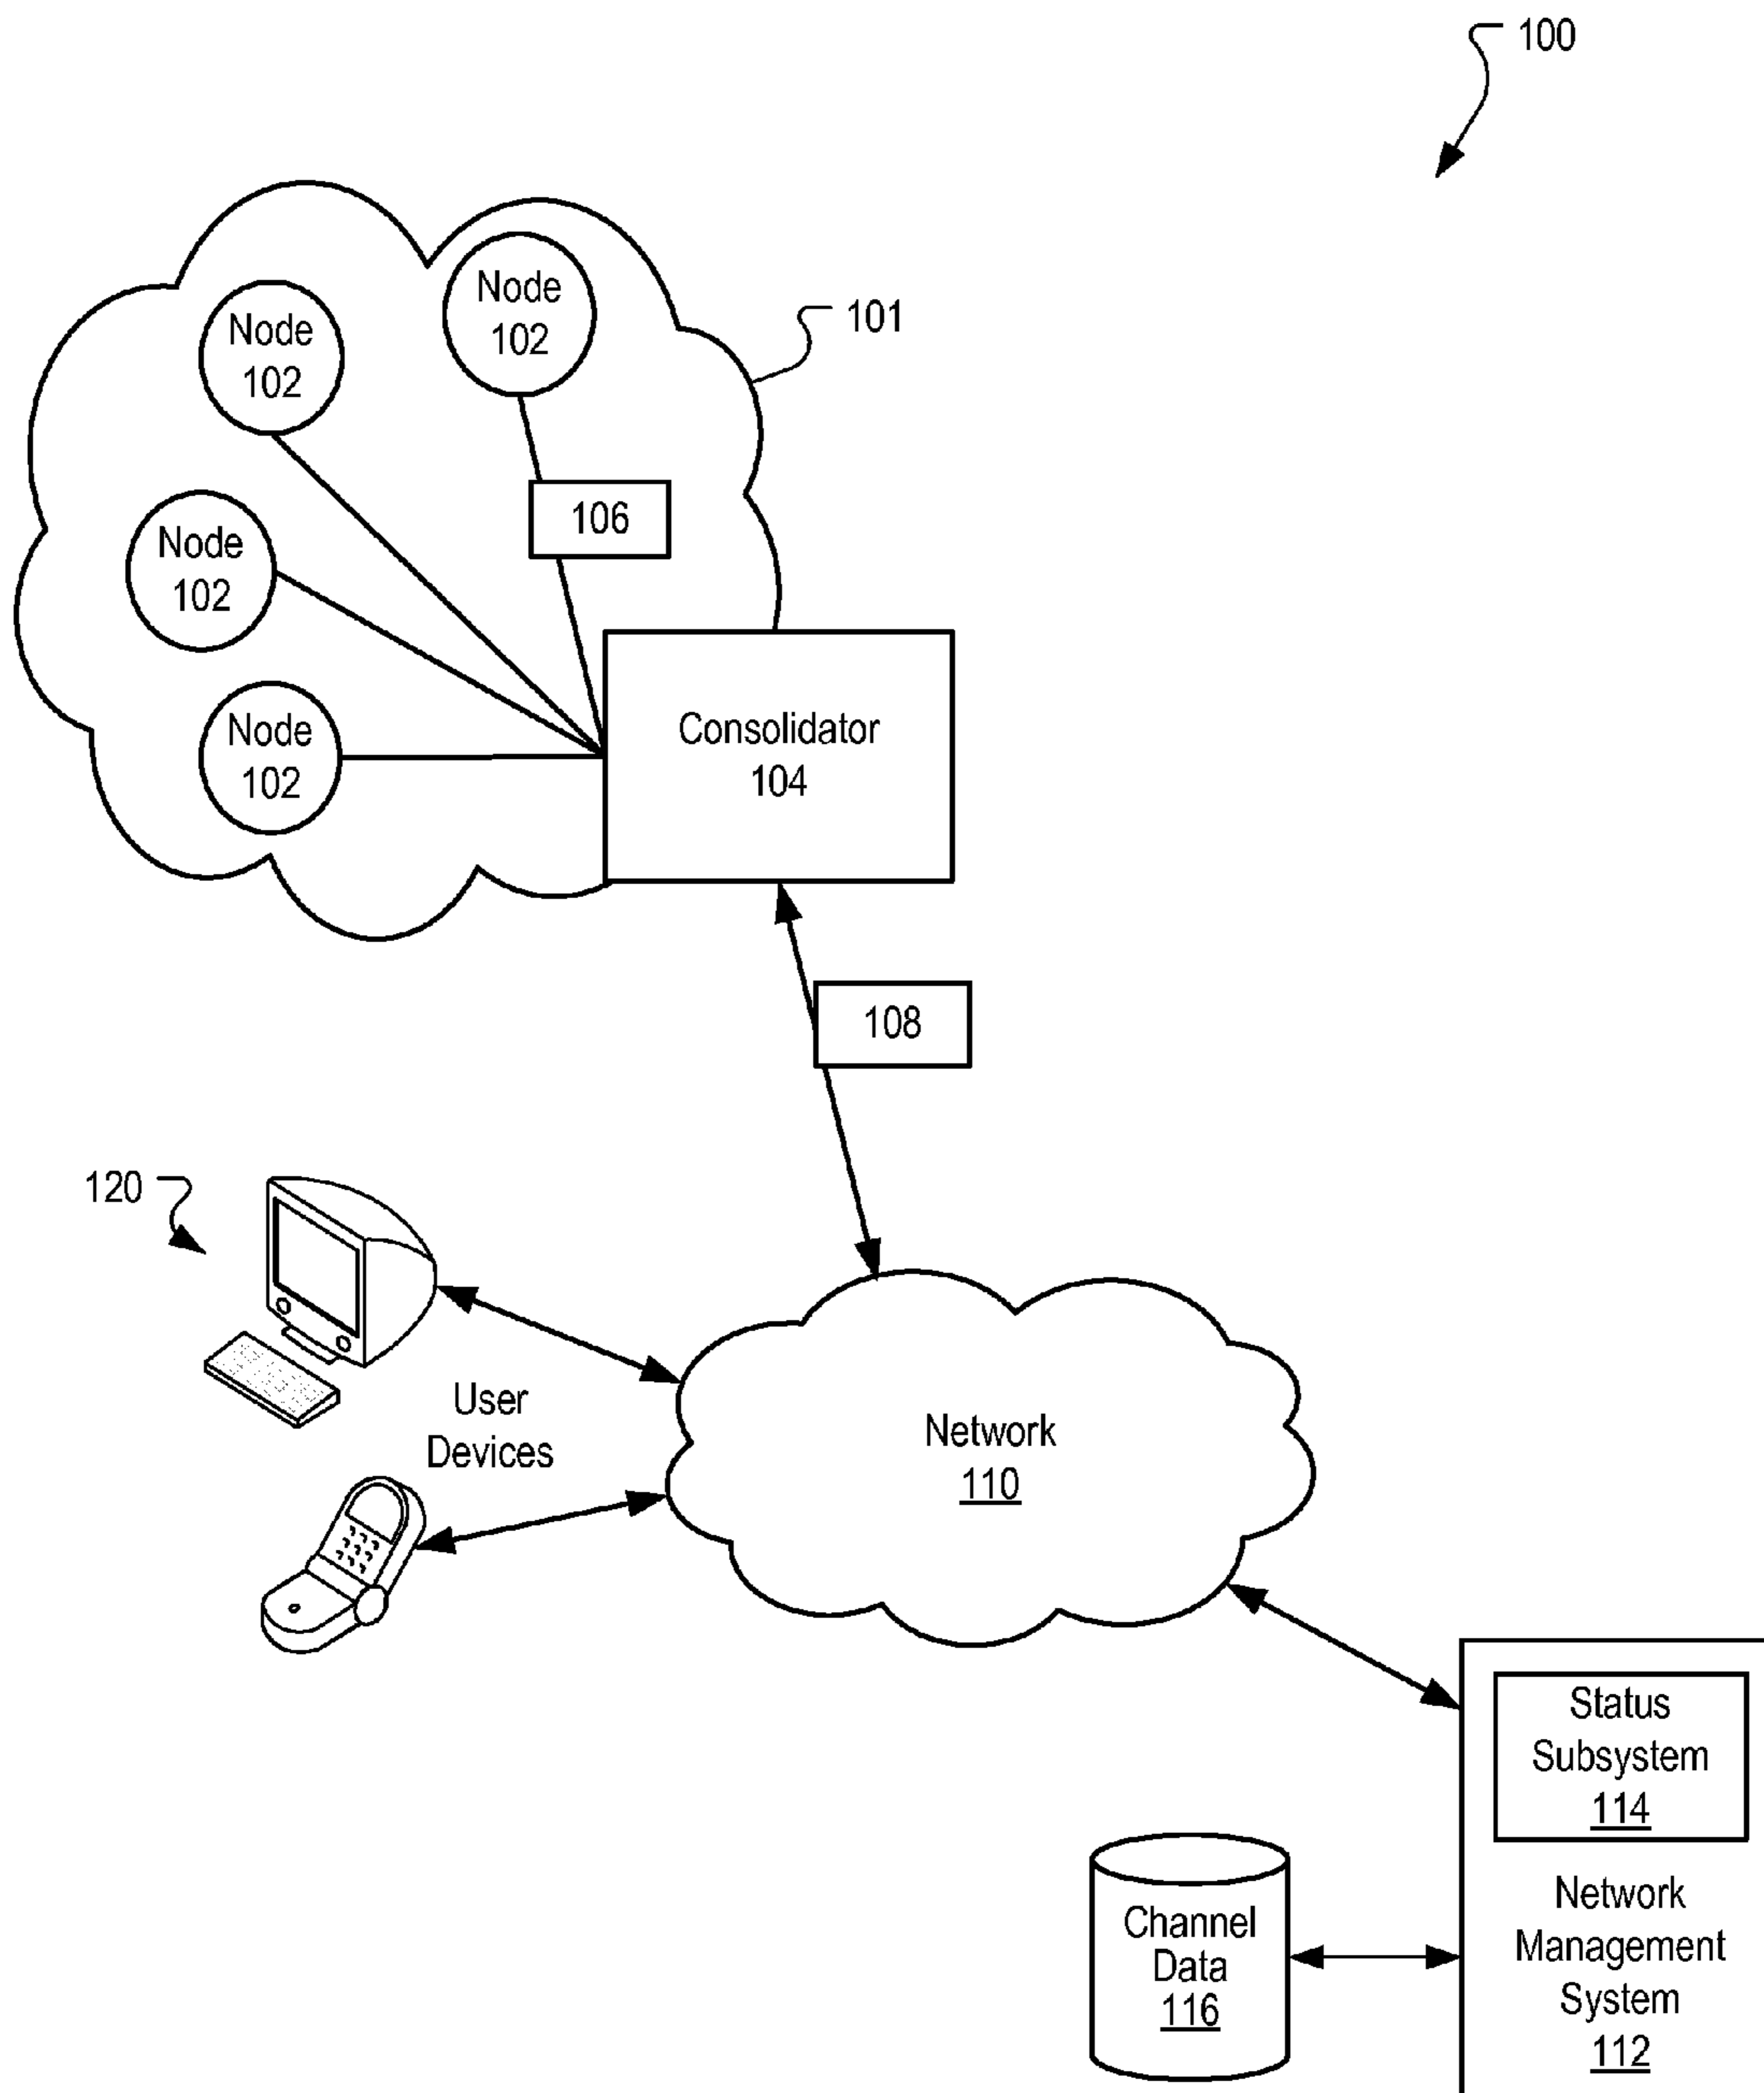 100
Node
102
Node
102
101
106
Node
102
Node
102
Consolidator
104
108
120
User
Devices
Network
110
Status
Subsystem
114
Channel
Data
116
Network
Management
System
112